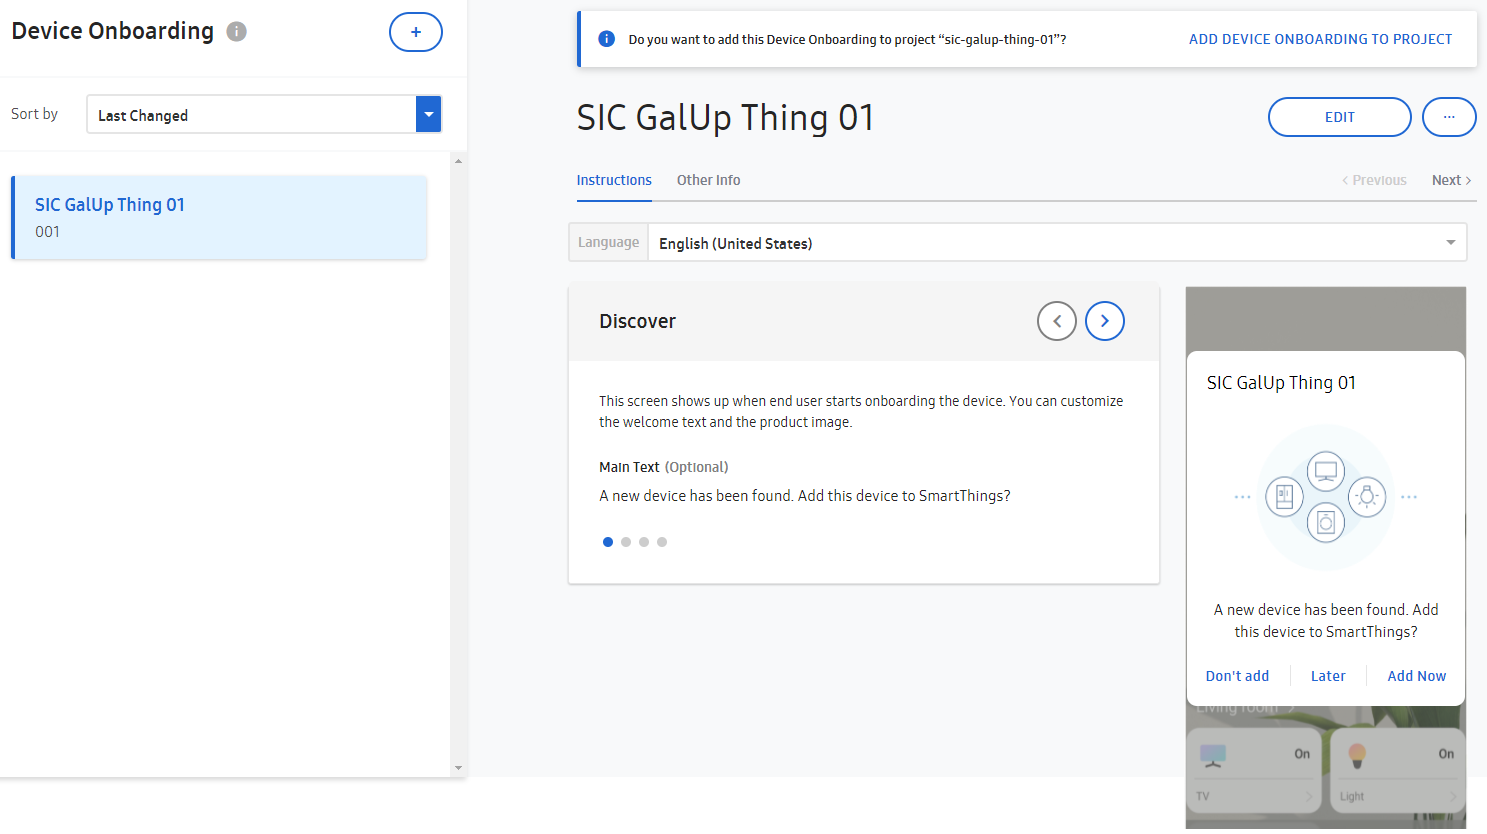 Device Onboarding
+
Sort by
Last Changed
SIC GalUp Thing 01
001
Do you want to add this Device Onboarding to project “sic-galup-thing-01”?
ADD DEVICE ONBOARDING TO PROJECT
SIC GalUp Thing 01
EDIT
...
Instructions
Other Info
< Previous
Next >
Language
English (United States)
Discover
This screen shows up when end user starts onboarding the device. You can customize
the welcome text and the product image.
Main Text (Optional)
A new device has been found. Add this device to SmartThings?
SIC GalUp Thing 01
A new device has been found. Add
this device to SmartThings?
Don't add
Later
Add Now
Living room
On
TV
On
Light